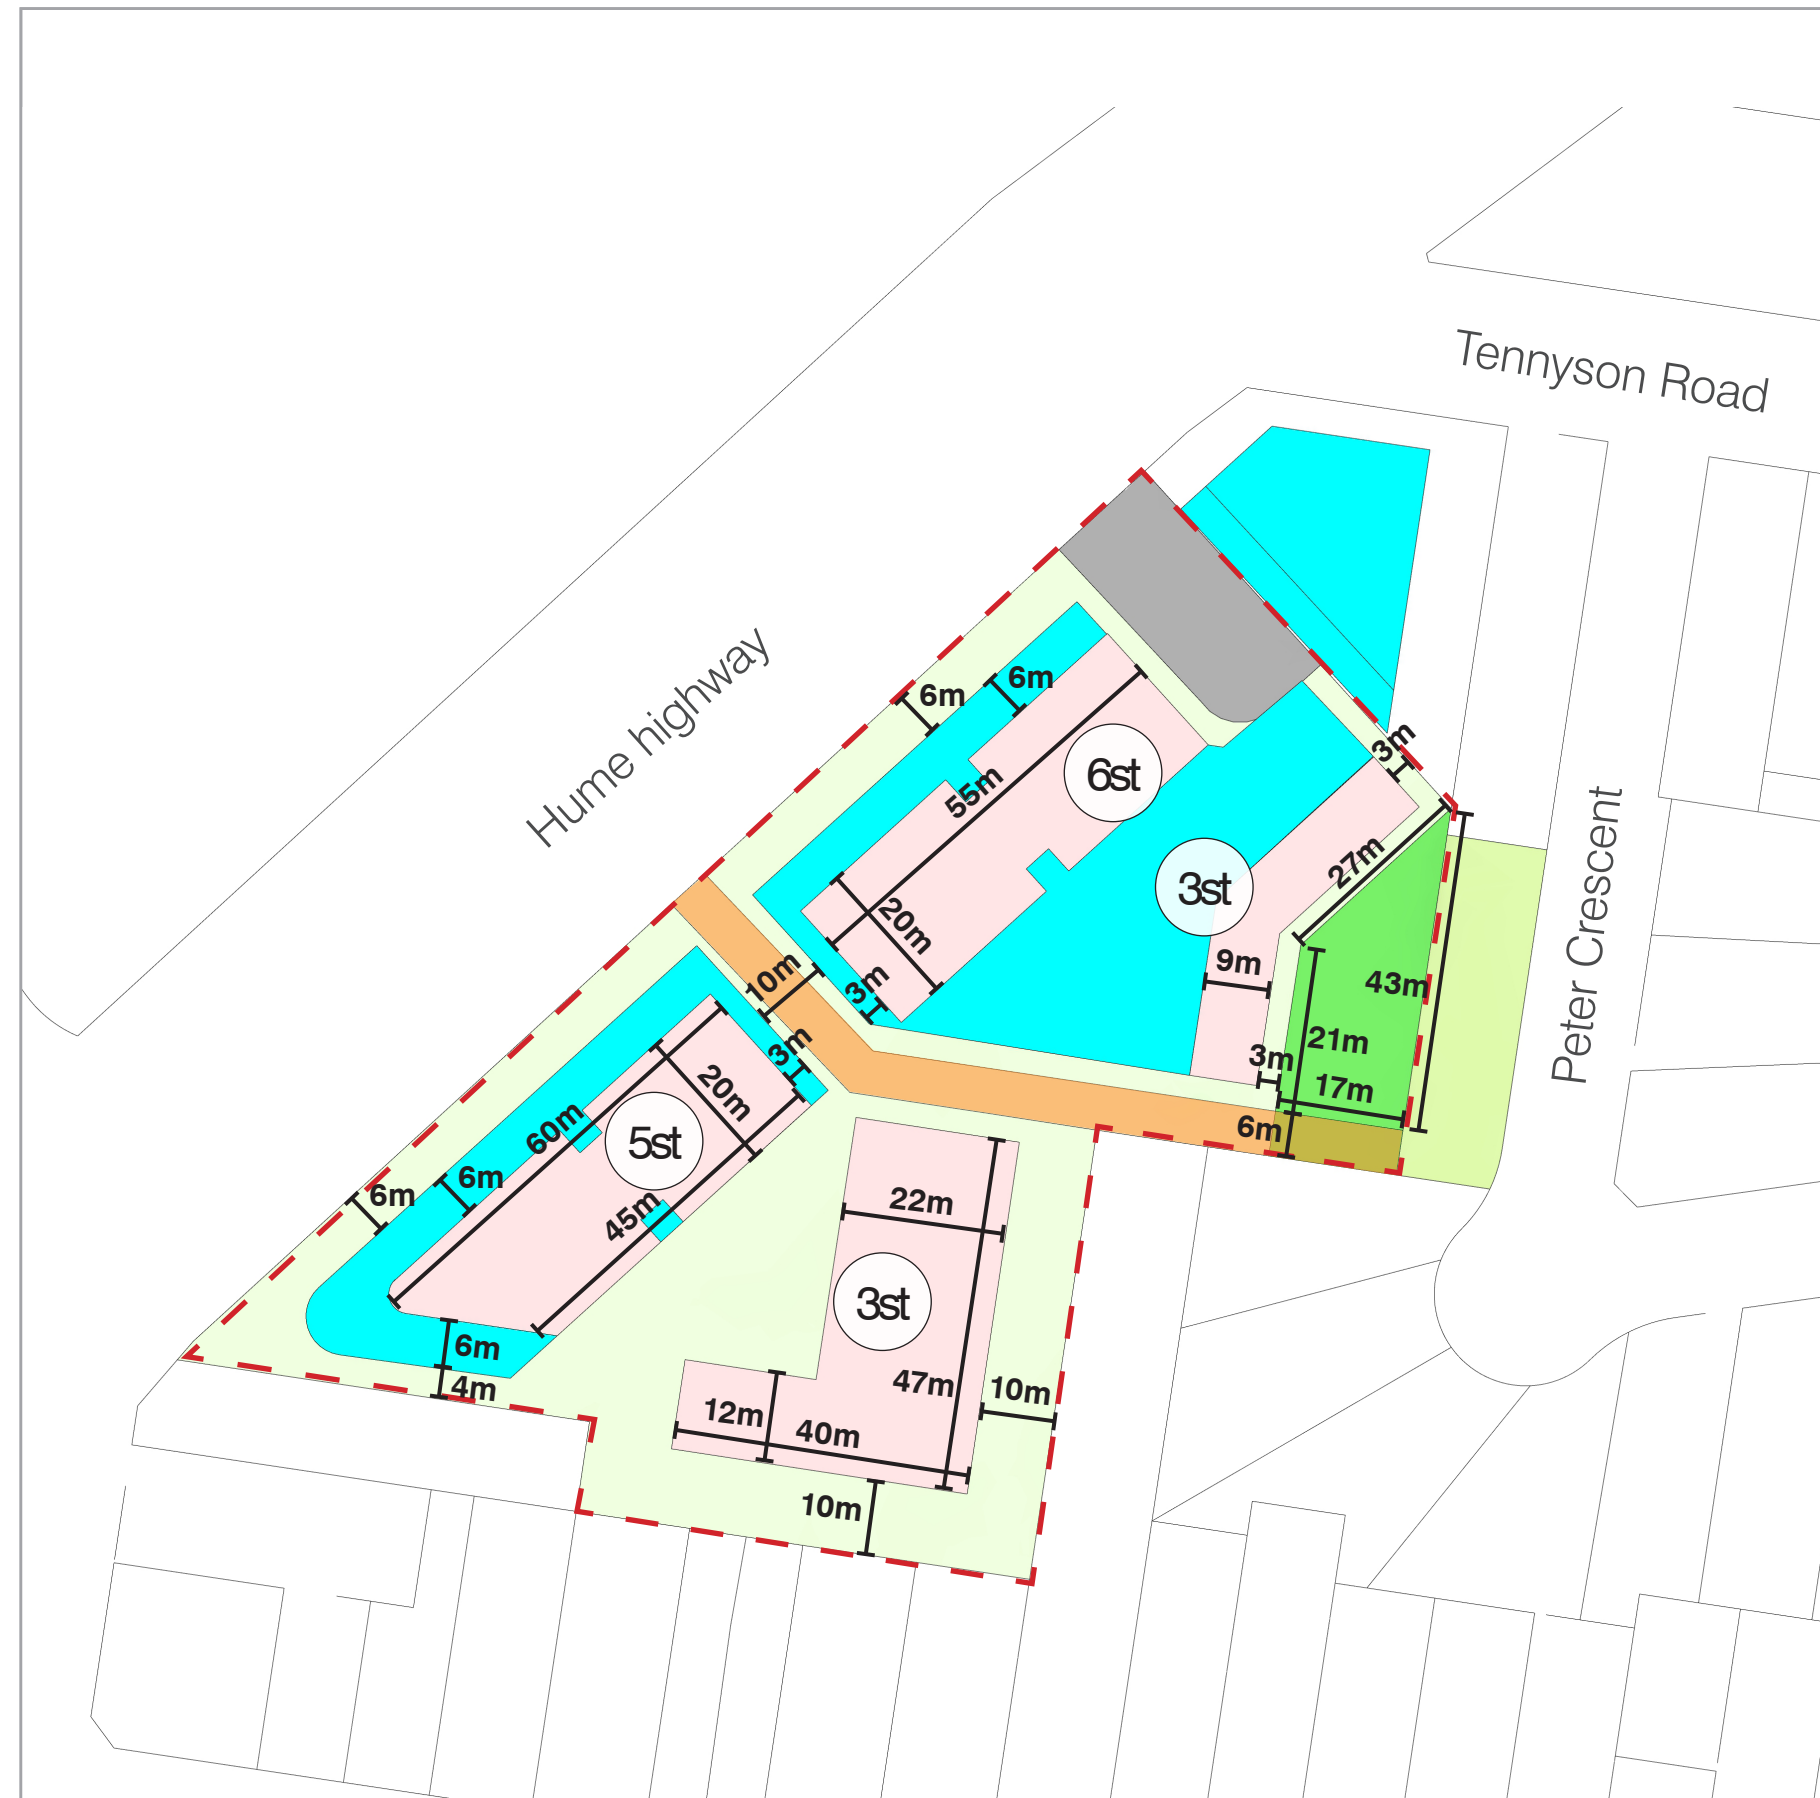 Tennyson Road
Hume highway
Peter Crescent
6m
6m
3m
55m
6st
27m
3st
20m
9m
43m
10m
3m
3m
21m
3m
17m
6m
20m
60m
5st
6m
6m
45m
22m
3st
6m
4m
47m
10m
12m
40m
10m